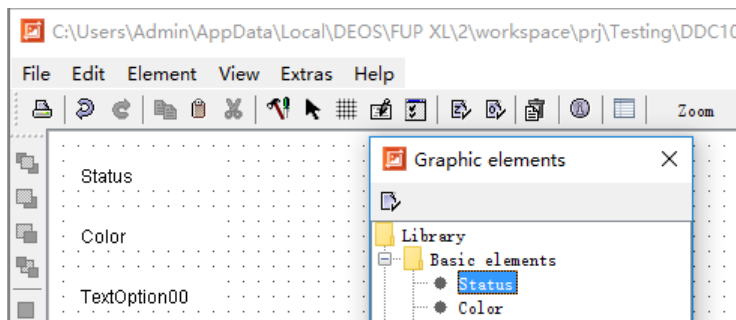 C:\Users\Admin\AppData\Local\DEOS\FUP XL\2\workspace\prj\Testing\DDC10
File Edit Element View Extras Help
Zoom
Graphic elements
Status
Color
TextOption00
Library
Basic elements
Status
Color